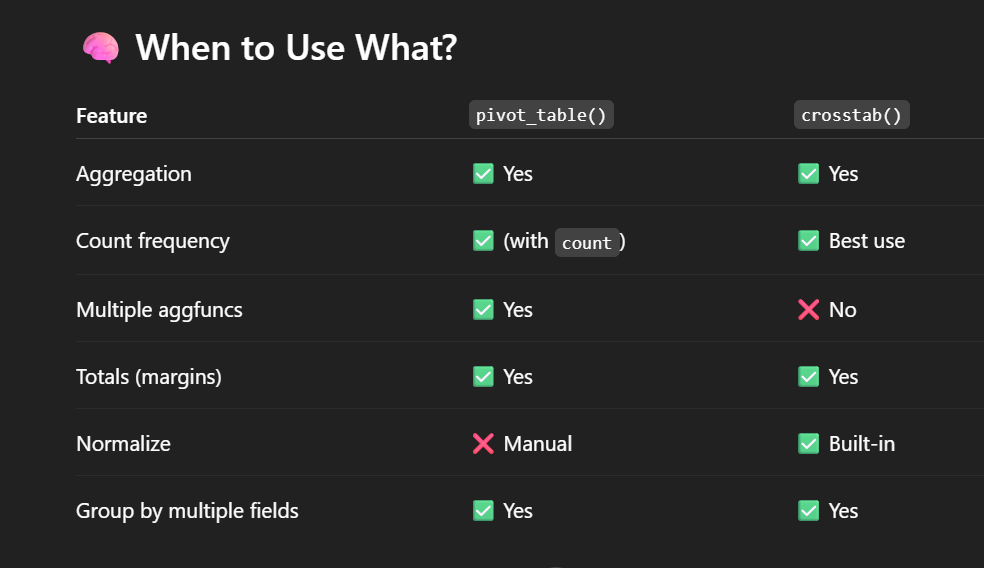 🧠 When to Use What?
Feature pivot_table() crosstab()
Aggregation ✅ Yes ✅ Yes
Count frequency ✅ (with count) ✅ Best use
Multiple aggfuncs ✅ Yes ❌ No
Totals (margins) ✅ Yes ✅ Yes
Normalize ❌ Manual ✅ Built-in
Group by multiple fields ✅ Yes ✅ Yes